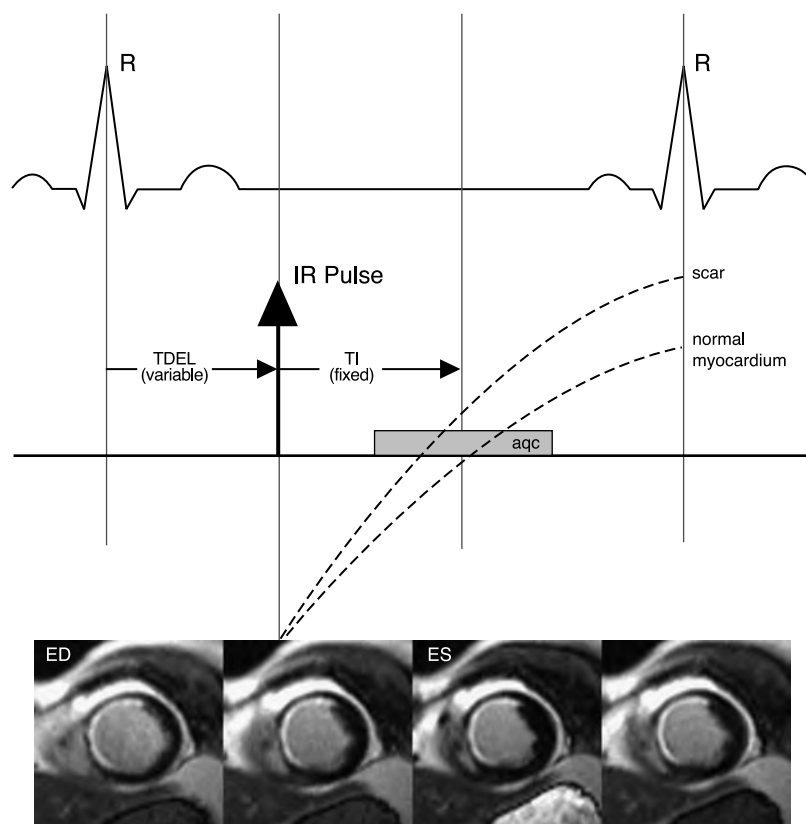 R
R
IR Pulse
scar
TDEL
(variable)
TI
(fixed)
normal
myocardium
aqc
ED
ES